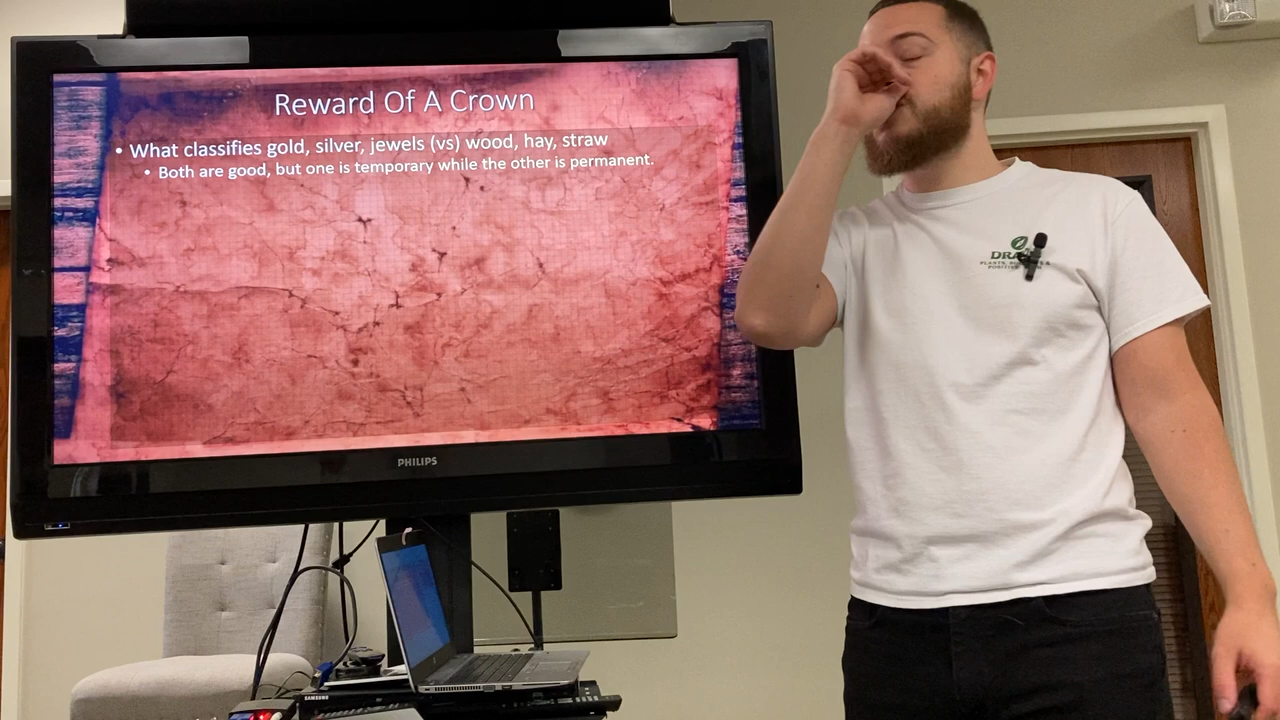 Reward Of A Crown
• What classifies gold, silver, jewels (vs) wood, hay, straw
• Both are good, but one is temporary while the other is permanent.
PHILIPS
SAMSUNG